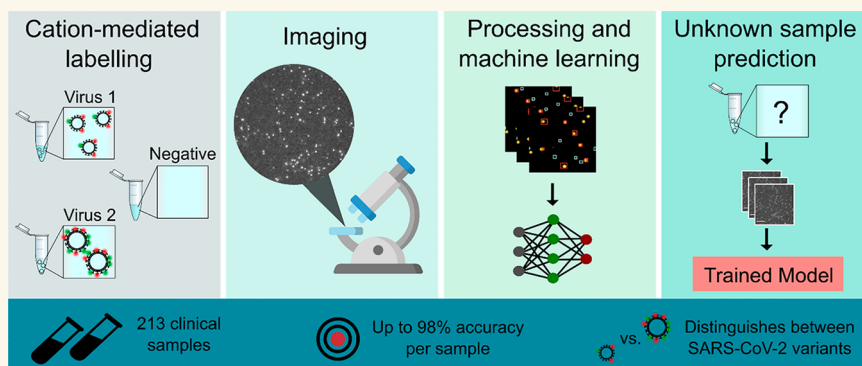 Cation-mediated
labelling
Virus 1
Negative
Virus 2
Imaging
Processing and
machine learning
Unknown sample
prediction
?
Trained Model
213 clinical
samples
Up to 98% accuracy
per sample
vs.
Distinguishes between
SARS-CoV-2 variants